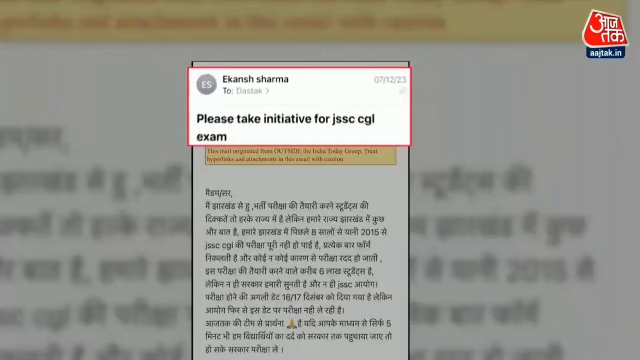 आज
तक
aajtak.in
ES
Ekansh sharma
07/12/23
To: Dastak >
Please take initiative for jssc cgl
exam
This mail originated from OUTSIDE the India Today Group. Treat
hyperlinks and attachments in this email with caution
मैडम/सर,
में झारखंड से हु ,भर्ती परीक्षा की तैयारी करने स्टूडेंट्स की
दिक्कतें तो हरके राज्य में है लेकिन हमारे राज्य झारखंड में कुछ
और बात है, हमारे झारखंड में पिछले 8 सालों से यानी 2015 से
jssc cgl की परीक्षा पूरी नही हो पाई है, प्रत्येक बार फॉर्म
निकलती है और कोई न कोई कारण से परीक्षा रदद हो जाती ,
इस परीक्षा की तैयारी करने वाले करीब 6 लाख स्टूडेंट्स है,
लेकिन ना ही सरकार हमारी सुनती है और न ही jssc आयोग।
परीक्षा होने की अगली डेट 16/17 दिसंबर को दिया गया है लेकिन
आयोग फिर से इस डेट पर परीक्षा नही ले रही है।
आजतक की टीम से प्रार्थना 🙏है यदि आपके माध्यम से सिर्फ 5
मिनट भी हम विद्यार्थियों का दर्द को सरकार तक पहुचाया जाए तो
हो सके सरकार परीक्षा ले ।